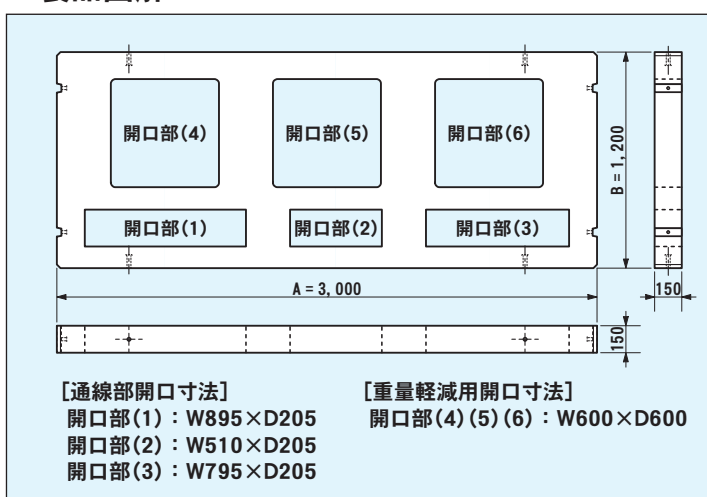 開口部(4)
開口部(5)
開口部(6)
開口部(1)
開口部(2)
開口部(3)
B=1,200
A=3,000
150
150
[通線部開口寸法]
開口部(1)：W895×D205
開口部(2)：W510×D205
開口部(3)：W795×D205
[重量軽減用開口寸法]
開口部(4)(5)(6)：W600×D600